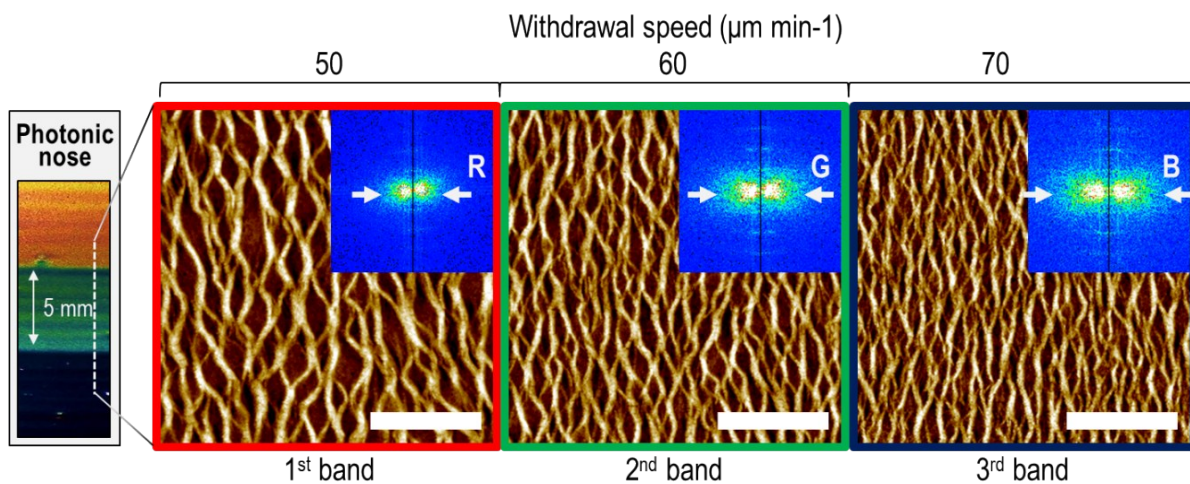 Withdrawal speed (µm min-1)
50 60 70
Photonic
nose
5 mm
R G B
1st band 2nd band 3rd band